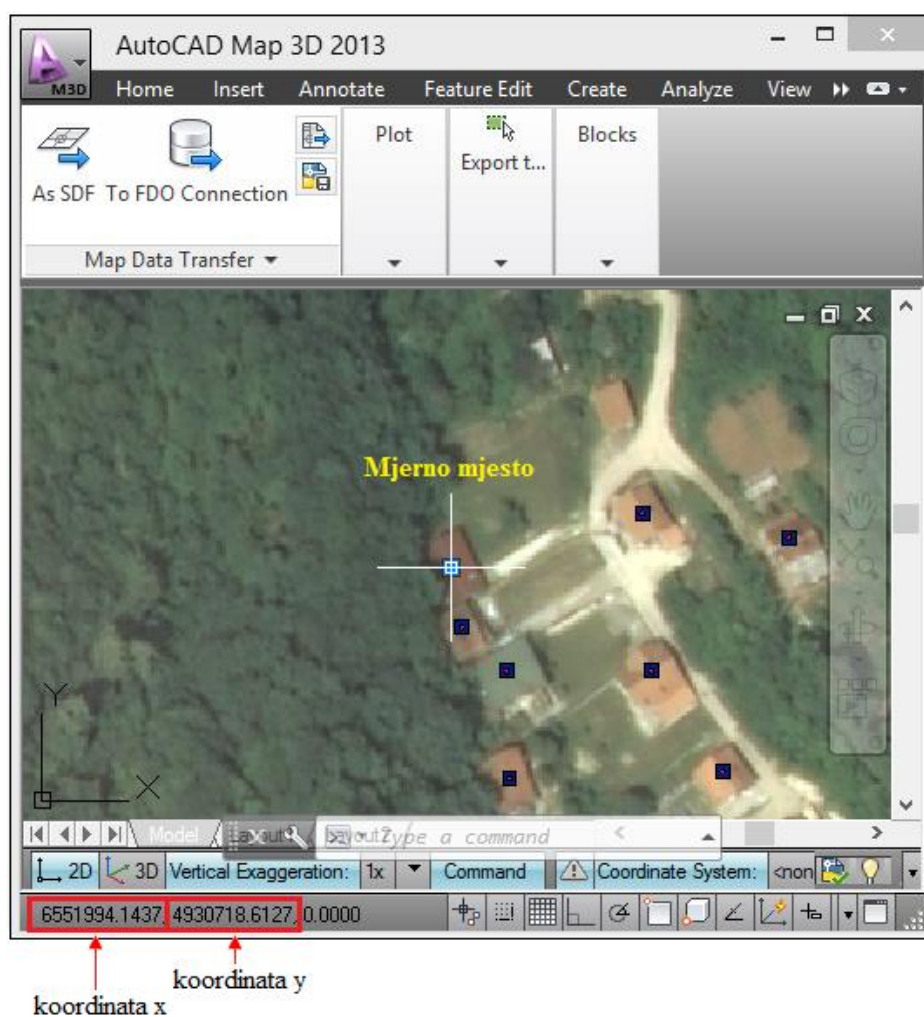 AutoCAD Map 3D 2013
M3D Home Insert Annotate Feature Edit Create Analyze View
Plot
Export t...
Blocks
As SDF To FDO Connection
Map Data Transfer
Mjerno mjesto
Y
X
Model Type a command
2D 3D Vertical Exaggeration: 1x Command Coordinate System: <non
6551994.1437, 4930718.6127, 0.0000
koordinata y
koordinata x